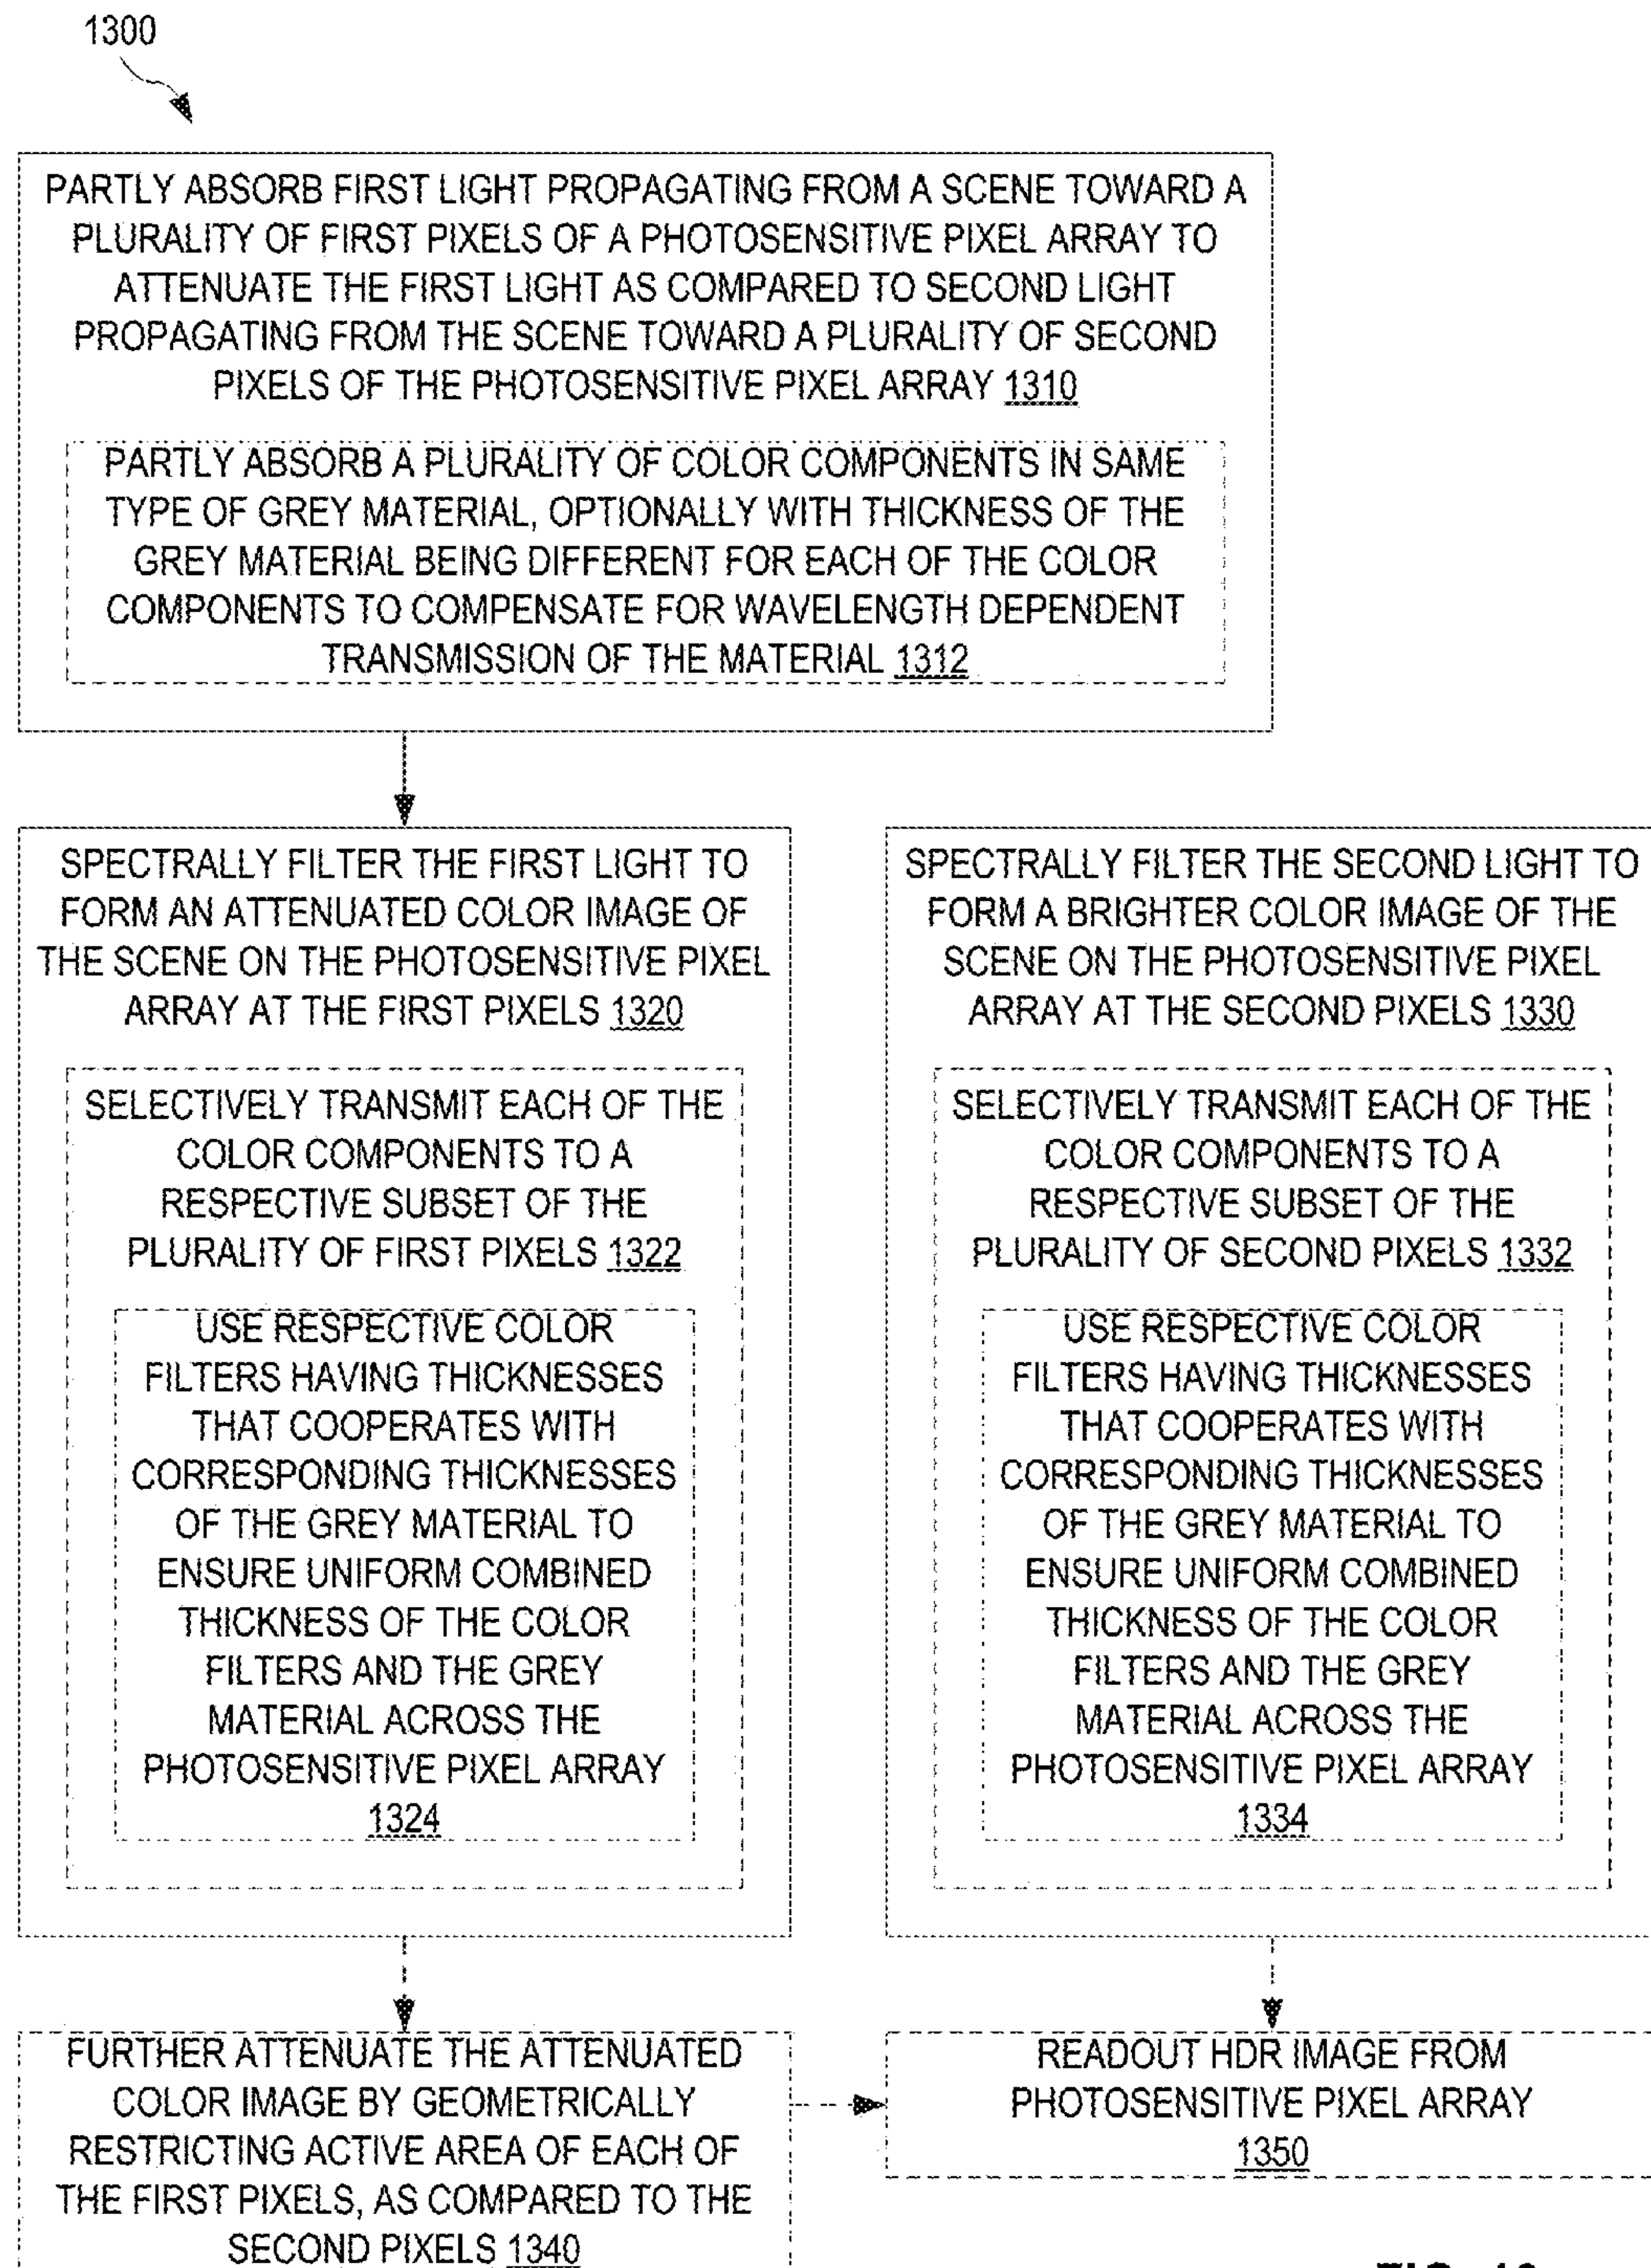 1300
PARTLY ABSORB FIRST LIGHT PROPAGATING FROM A SCENE TOWARD A
PLURALITY OF FIRST PIXELS OF A PHOTOSENSITIVE PIXEL ARRAY TO
ATTENUATE THE FIRST LIGHT AS COMPARED TO SECOND LIGHT
PROPAGATING FROM THE SCENE TOWARD A PLURALITY OF SECOND
PIXELS OF THE PHOTOSENSITIVE PIXEL ARRAY 1310
PARTLY ABSORB A PLURALITY OF COLOR COMPONENTS IN SAME
TYPE OF GREY MATERIAL, OPTIONALLY WITH THICKNESS OF THE
GREY MATERIAL BEING DIFFERENT FOR EACH OF THE COLOR
COMPONENTS TO COMPENSATE FOR WAVELENGTH DEPENDENT
TRANSMISSION OF THE MATERIAL 1312
SPECTRALLY FILTER THE FIRST LIGHT TO
FORM AN ATTENUATED COLOR IMAGE OF
THE SCENE ON THE PHOTOSENSITIVE PIXEL
ARRAY AT THE FIRST PIXELS 1320
SELECTIVELY TRANSMIT EACH OF THE
COLOR COMPONENTS TO A
RESPECTIVE SUBSET OF THE
PLURALITY OF FIRST PIXELS 1322
USE RESPECTIVE COLOR
FILTERS HAVING THICKNESSES
THAT COOPERATES WITH
CORRESPONDING THICKNESSES
OF THE GREY MATERIAL TO
ENSURE UNIFORM COMBINED
THICKNESS OF THE COLOR
FILTERS AND THE GREY
MATERIAL ACROSS THE
PHOTOSENSITIVE PIXEL ARRAY
1324
SPECTRALLY FILTER THE SECOND LIGHT TO
FORM A BRIGHTER COLOR IMAGE OF THE
SCENE ON THE PHOTOSENSITIVE PIXEL
ARRAY AT THE SECOND PIXELS 1330
SELECTIVELY TRANSMIT EACH OF THE
COLOR COMPONENTS TO A
RESPECTIVE SUBSET OF THE
PLURALITY OF SECOND PIXELS 1332
USE RESPECTIVE COLOR
FILTERS HAVING THICKNESSES
THAT COOPERATES WITH
CORRESPONDING THICKNESSES
OF THE GREY MATERIAL TO
ENSURE UNIFORM COMBINED
THICKNESS OF THE COLOR
FILTERS AND THE GREY
MATERIAL ACROSS THE
PHOTOSENSITIVE PIXEL ARRAY
1334
FURTHER ATTENUATE THE ATTENUATED
COLOR IMAGE BY GEOMETRICALLY
RESTRICTING ACTIVE AREA OF EACH OF
THE FIRST PIXELS, AS COMPARED TO THE
SECOND PIXELS 1340
READOUT HDR IMAGE FROM
PHOTOSENSITIVE PIXEL ARRAY
1350